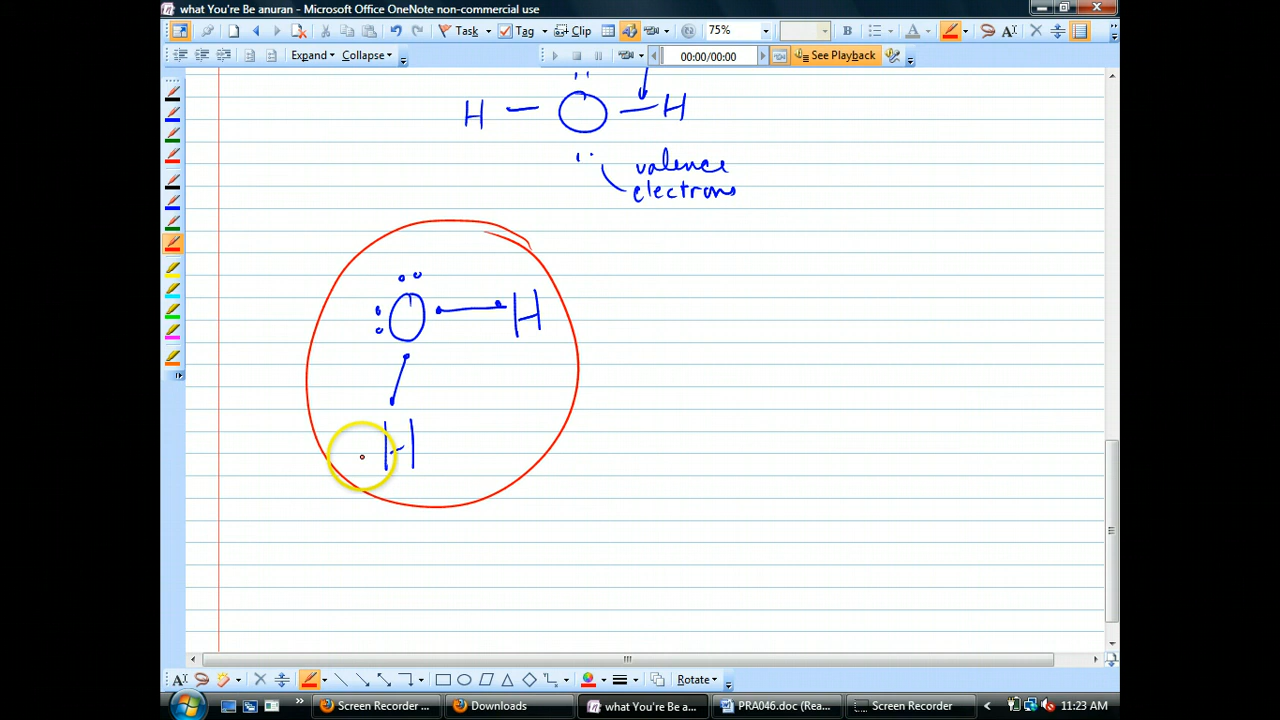 what You're Be anuran - Microsoft Office OneNote non-commercial use
Task Tag Clip 75% B A A
Expand Collapse 00:00/00:00 See Playback
H — O — H
valence
electrons
O — H
H
A Rotate
Screen Recorder ... Downloads what You're Be a... PRA046.doc (Rea... Screen Recorder 11:23 AM